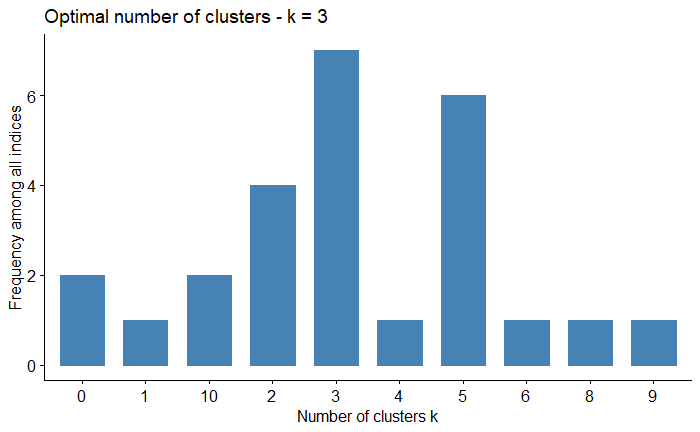 Optimal number of clusters - k = 3
Frequency among all indices
6
4
2
0
0 1 10 2 3 4 5 6 8 9
Number of clusters k